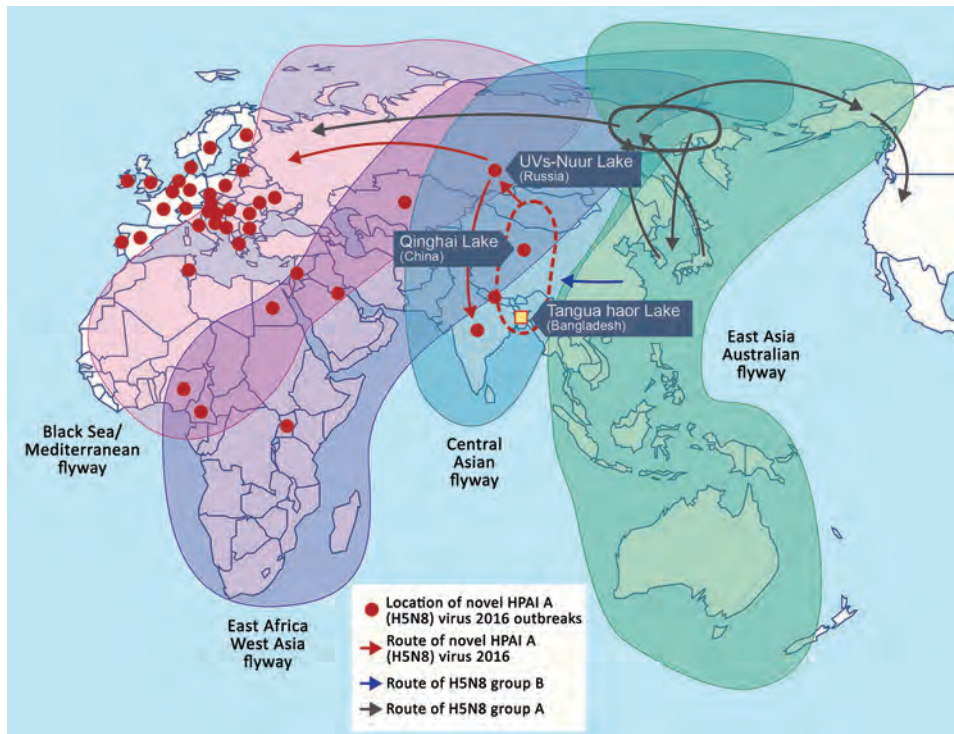 UVs-Nuur Lake
(Russia)
Qinghai Lake
(China)
Tangua haor Lake
(Bangladesh)
East Asia
Australian
flyway
Black Sea/
Mediterranean
flyway
Central
Asian
flyway
East Africa
West Asia
flyway
Location of novel HPAI A
(H5N8) virus 2016 outbreaks
Route of novel HPAI A
(H5N8) virus 2016
Route of H5N8 group B
Route of H5N8 group A